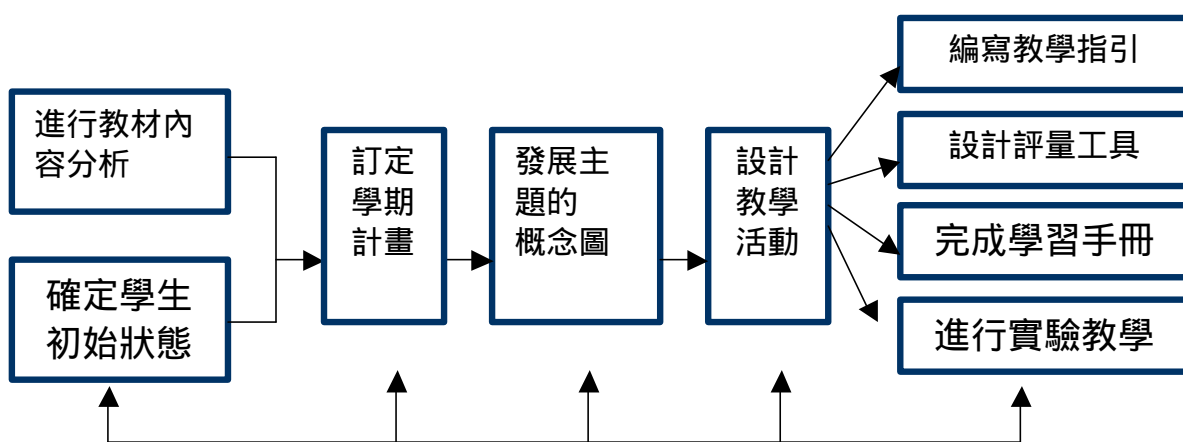 進行教材內
容分析
確定學生
初始狀態
訂定
學期
計畫
發展主
題的
概念圖
設計
教學
活動
編寫教學指引
設計評量工具
完成學習手冊
進行實驗教學